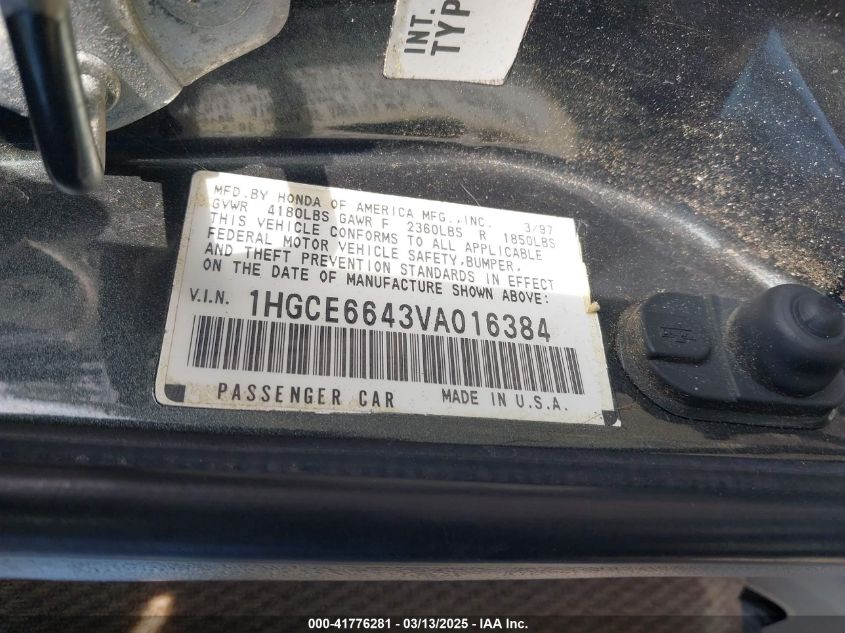 INT.
TYP
MFD.BY HONDA OF AMERICA MFG.,INC. 3/97
GVWR 4180LBS GAWR F 2360LBS R 1850LBS
THIS VEHICLE CONFORMS TO ALL APPLICABLE
FEDERAL MOTOR VEHICLE SAFETY,BUMPER,
AND THEFT PREVENTION STANDARDS IN EFFECT
ON THE DATE OF MANUFACTURE SHOWN ABOVE:
V.I.N. 1HGCE6643VA016384
PASSENGER CAR MADE IN U.S.A.
000-41776281 - 03/13/2025 - IAA Inc.